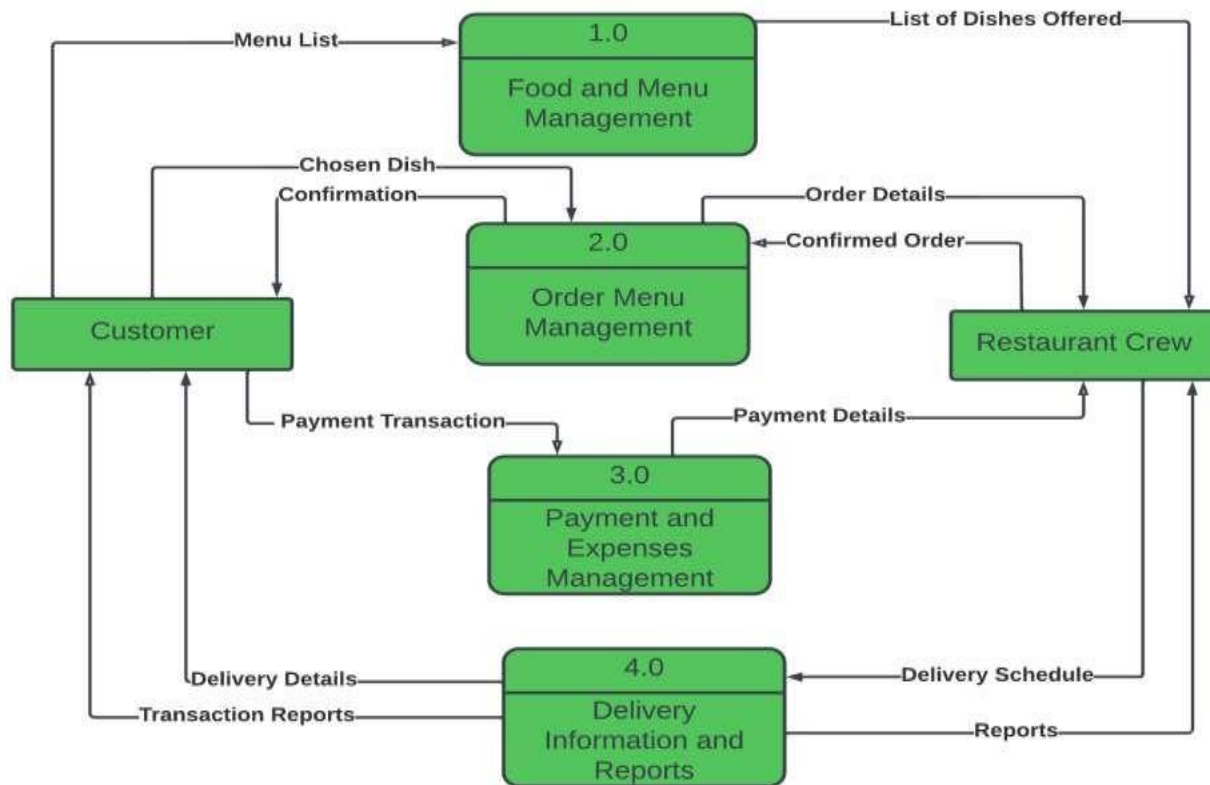 List of Dishes Offered
Menu List
1.0
Food and Menu
Management
Chosen Dish
Confirmation
Order Details
Confirmed Order
2.0
Order Menu
Management
Customer
Restaurant Crew
Payment Transaction
Payment Details
3.0
Payment and
Expenses
Management
4.0
Delivery
Information and
Reports
Delivery Details
Transaction Reports
Delivery Schedule
Reports